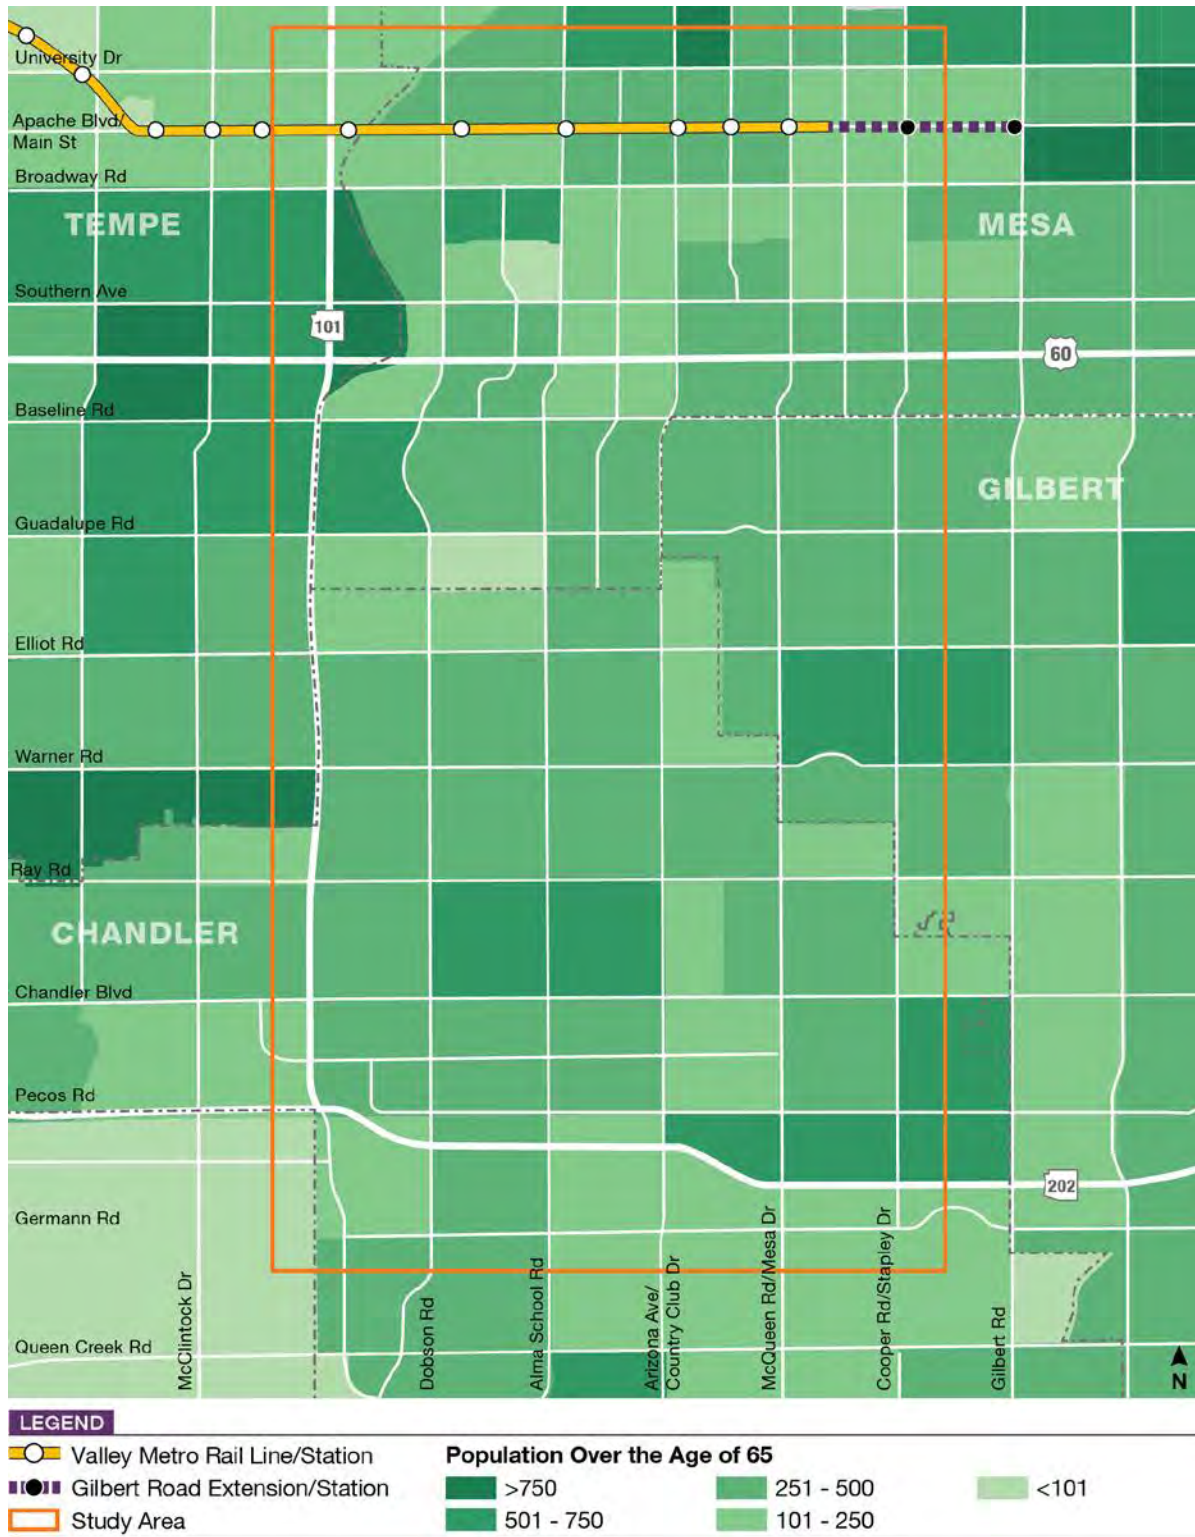 University Dr
Apache Blvd/
Main St
Broadway Rd
TEMPE
MESA
Southern Ave
101
60
Baseline Rd
GILBERT
Guadalupe Rd
Elliot Rd
Warner Rd
Ray Rd
CHANDLER
Chandler Blvd
Pecos Rd
202
Germann Rd
McClintock Dr
Dobson Rd
Alma School Rd
Arizona Ave/
Country Club Dr
McQueen Rd/Mesa Dr
Cooper Rd/Stapley Dr
Gilbert Rd
Queen Creek Rd
N
LEGEND
Valley Metro Rail Line/Station
Gilbert Road Extension/Station
Study Area
Population Over the Age of 65
>750
501 - 750
251 - 500
101 - 250
<101